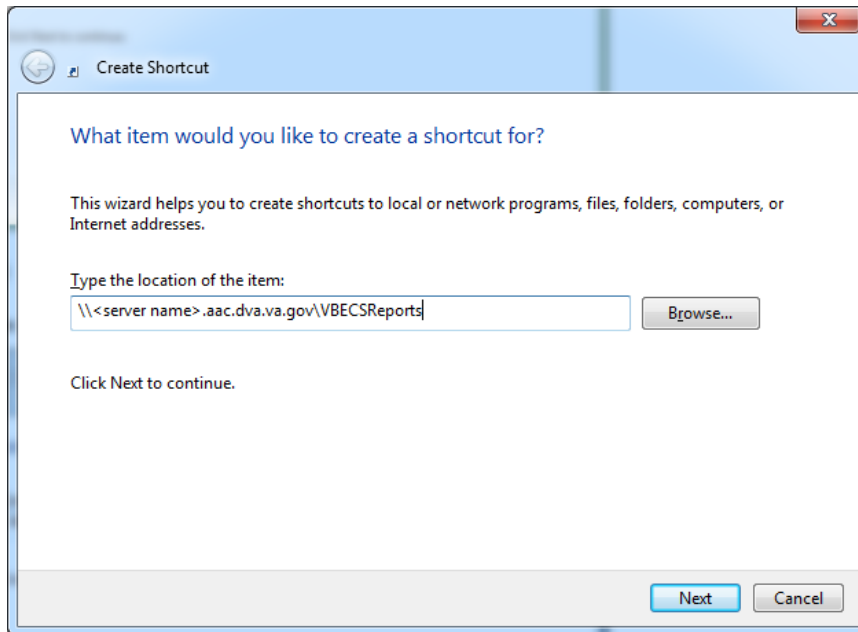 Create Shortcut
What item would you like to create a shortcut for?
This wizard helps you to create shortcuts to local or network programs, files, folders, computers, or
Internet addresses.
Type the location of the item:
\\<server name>.aac.dva.va.gov\VBECSReports
Browse...
Click Next to continue.
Next
Cancel